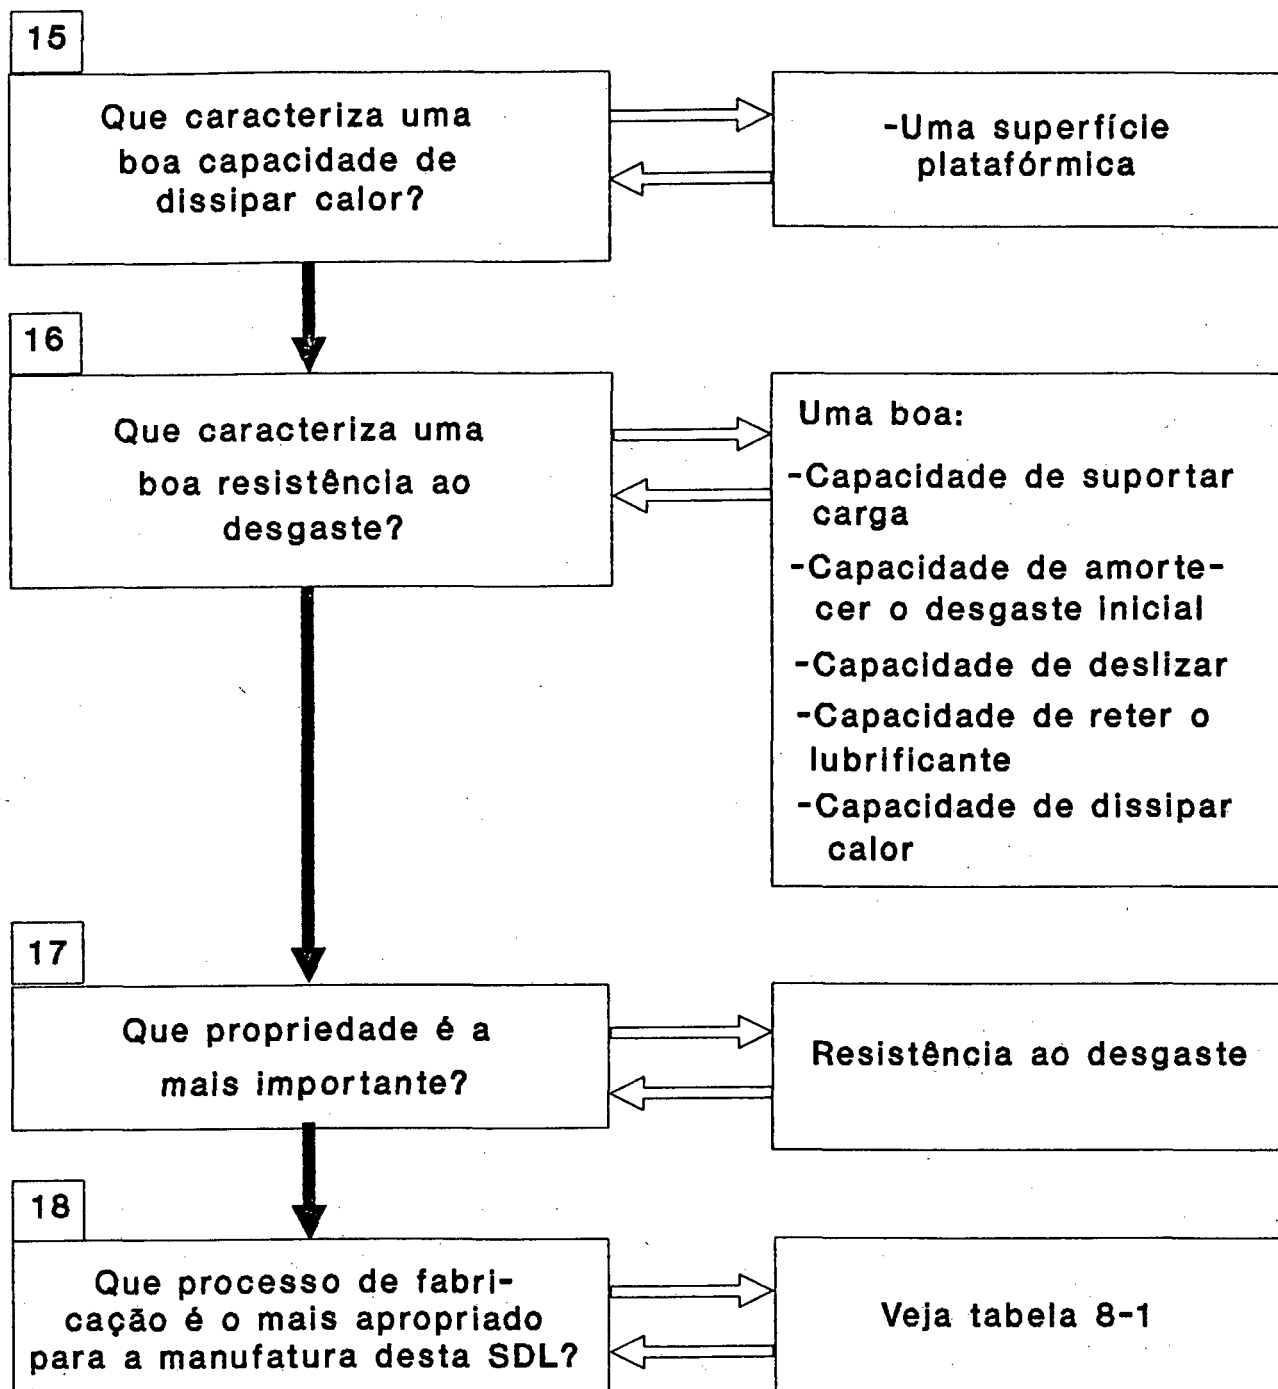 15
Que caracteriza uma
boa capacidade de
dissipar calor?
-Uma superfície
platafórmica
16
Que caracteriza uma
boa resistência ao
desgaste?
Uma boa:
-Capacidade de suportar
carga
-Capacidade de amorte-
cer o desgaste inicial
-Capacidade de deslizar
-Capacidade de reter o
lubrificante
-Capacidade de dissipar
calor
17
Que propriedade é a
mais importante?
Resistência ao desgaste
18
Que processo de fabri-
cação é o mais apropriado
para a manufatura desta SDL?
Veja tabela 8-1